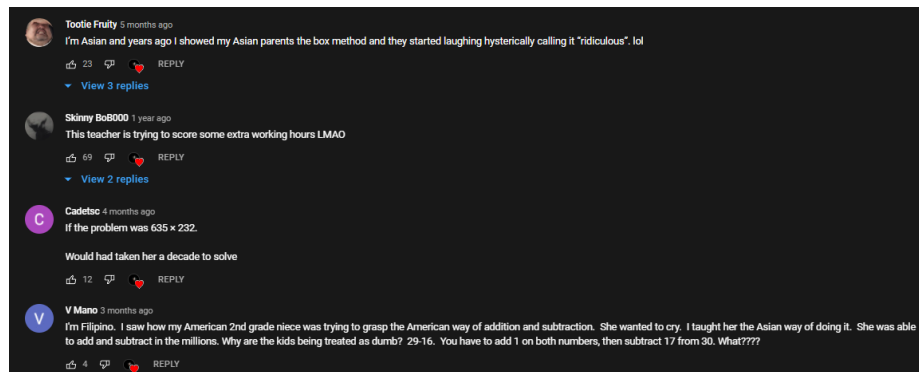 Tootie Fruity 5 months ago
I'm Asian and years ago I showed my Asian parents the box method and they started laughing hysterically calling it "ridiculous". lol
23 REPLY
View 3 replies
Skinny BoB000 1 year ago
This teacher is trying to score some extra working hours LMAO
69 REPLY
View 2 replies
C
Cadetsc 4 months ago
If the problem was 635 × 232.
Would had taken her a decade to solve
12 REPLY
V
V Mano 3 months ago
I'm Filipino. I saw how my American 2nd grade niece was trying to grasp the American way of addition and subtraction. She wanted to cry. I taught her the Asian way of doing it. She was able
to add and subtract in the millions. Why are the kids being treated as dumb? 29-16. You have to add 1 on both numbers, then subtract 17 from 30. What????
4 REPLY